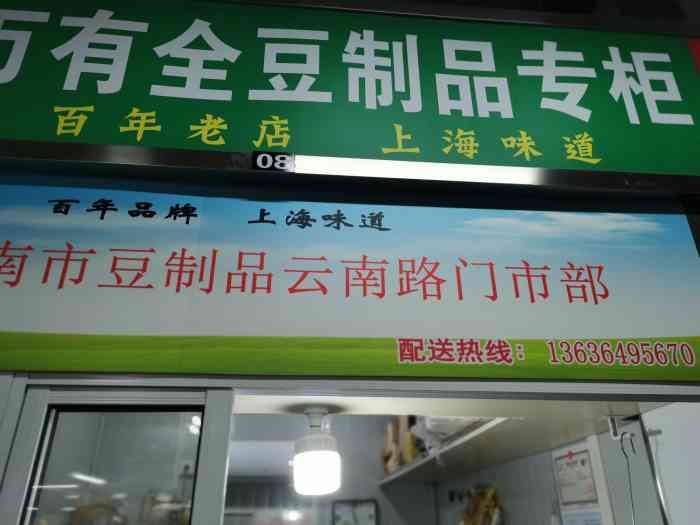 万有全豆制品专柜
百年老店 上海味道
08
百年品牌 上海味道
南市豆制品云南路门市部
配送热线：13636495670